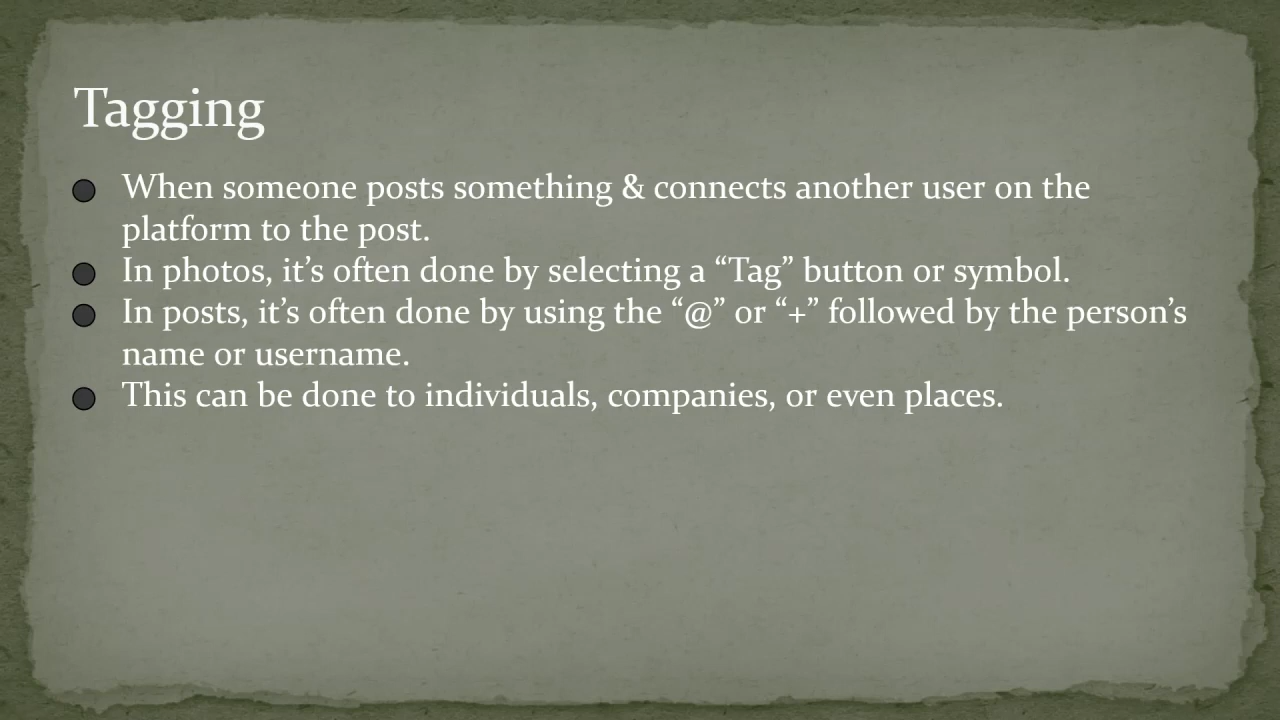 Tagging
When someone posts something & connects another user on the
platform to the post.
In photos, it’s often done by selecting a “Tag” button or symbol.
In posts, it’s often done by using the “@” or “+” followed by the person’s
name or username.
This can be done to individuals, companies, or even places.